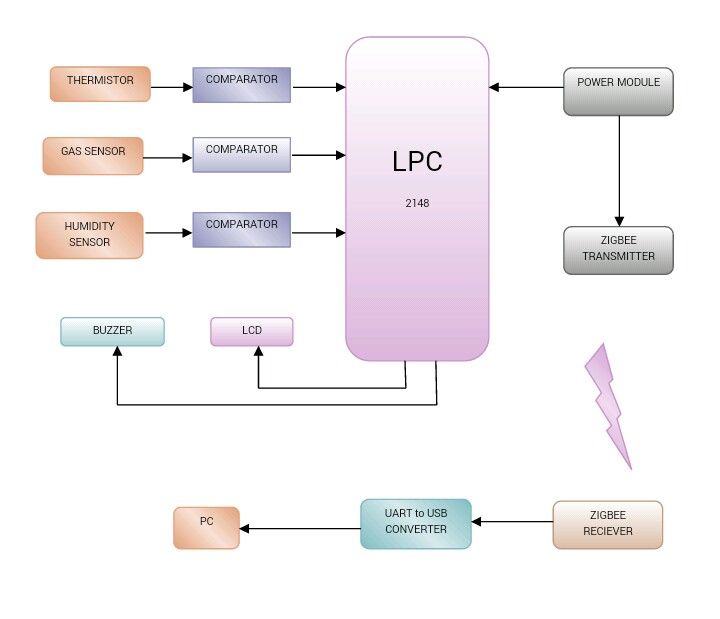 THERMISTOR
COMPARATOR
POWER MODULE
GAS SENSOR
COMPARATOR
LPC
2148
HUMIDITY
SENSOR
COMPARATOR
ZIGBEE
TRANSMITTER
BUZZER
LCD
PC
UART to USB
CONVERTER
ZIGBEE
RECIEVER